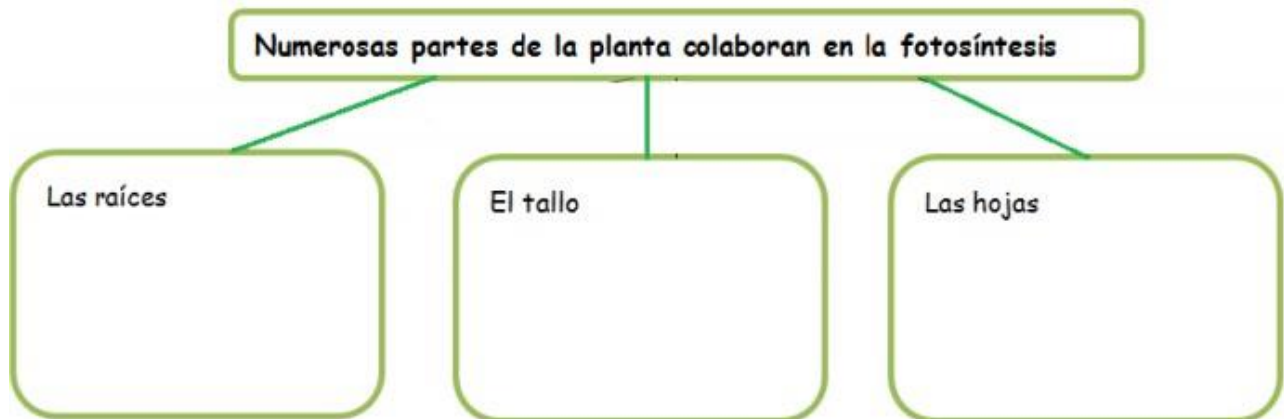 Numerosas partes de la planta colaboran en la fotosíntesis
Las raíces
El tallo
Las hojas